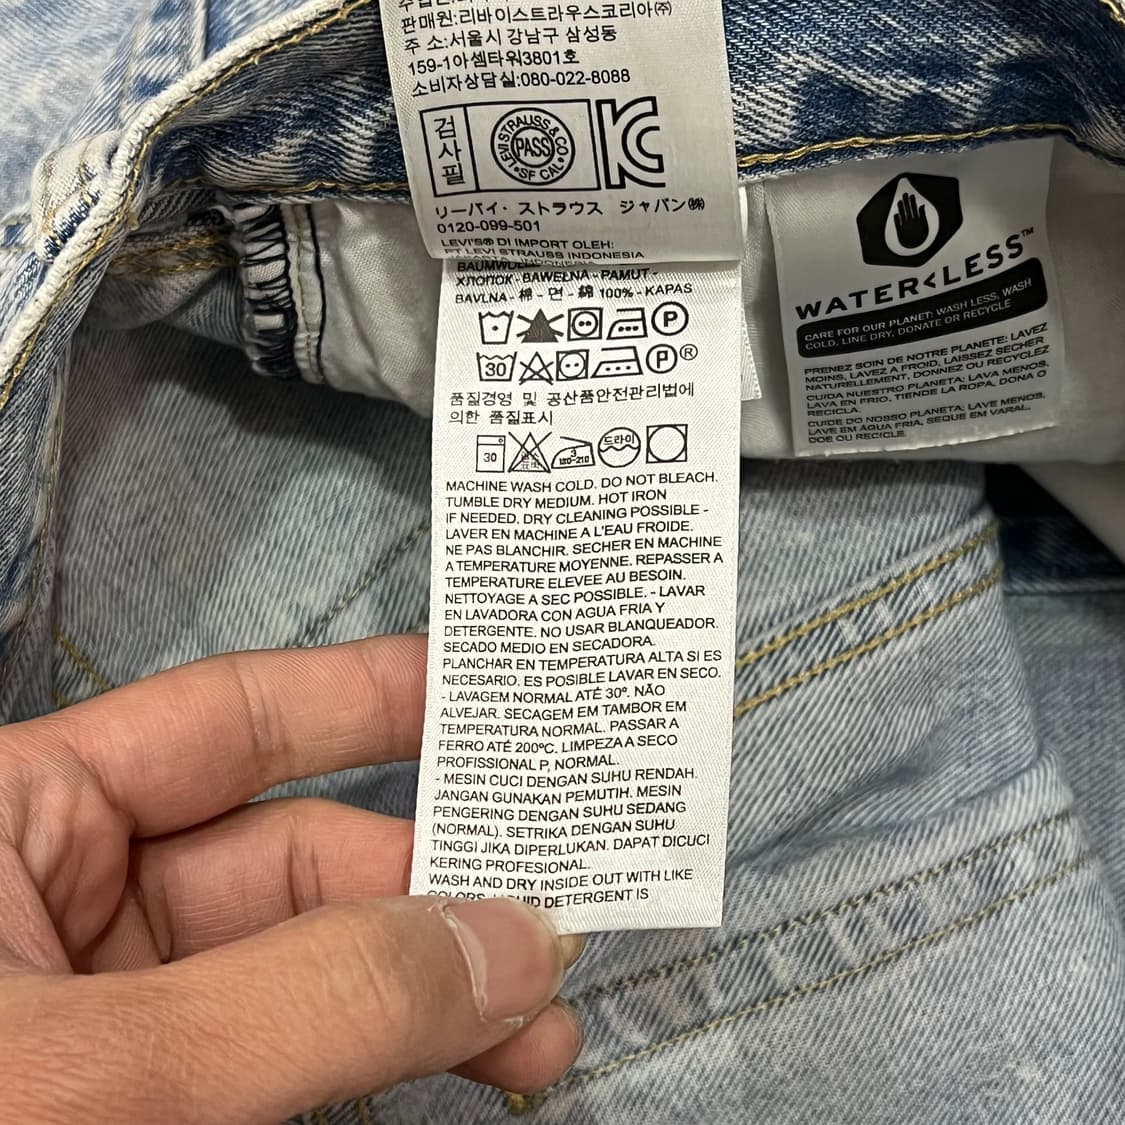 판매원:리바이스트라우스코리아㈜
주 소:서울시 강남구 삼성동
159-1아셈타워3801호
소비자상담실:080-022-8088
검사필
LEVI STRAUSS & CO.
PASS
SF CAL
リーバイ・ストラウス ジャパン㈱
0120-099-501
LEVI'S® DI IMPORT OLEH:
PT LEVI STRAUSS INDONESIA
ХЛОПОК BAWEŁNA - PAMUT -
BAVLNA - 棉 - 면 - 綿 100% - KAPAS
P
30 P ®
품질경영 및 공산품안전관리법에
의한 품질표시
30 3 180-210 드라이
MACHINE WASH COLD. DO NOT BLEACH.
TUMBLE DRY MEDIUM. HOT IRON
IF NEEDED. DRY CLEANING POSSIBLE -
LAVER EN MACHINE A L'EAU FROIDE.
NE PAS BLANCHIR. SECHER EN MACHINE
A TEMPERATURE MOYENNE. REPASSER A
TEMPERATURE ELEVEE AU BESOIN.
NETTOYAGE A SEC POSSIBLE. - LAVAR
EN LAVADORA CON AGUA FRIA Y
DETERGENTE. NO USAR BLANQUEADOR.
SECADO MEDIO EN SECADORA.
PLANCHAR EN TEMPERATURA ALTA SI ES
NECESARIO. ES POSIBLE LAVAR EN SECO.
- LAVAGEM NORMAL ATÉ 30º. NÃO
ALVEJAR. SECAGEM EM TAMBOR EM
TEMPERATURA NORMAL. PASSAR A
FERRO ATÉ 200ºC. LIMPEZA A SECO
PROFISSIONAL P, NORMAL.
- MESIN CUCI DENGAN SUHU RENDAH.
JANGAN GUNAKAN PEMUTIH. MESIN
PENGERING DENGAN SUHU SEDANG
(NORMAL). SETRIKA DENGAN SUHU
TINGGI JIKA DIPERLUKAN. DAPAT DICUCI
KERING PROFESIONAL.
WASH AND DRY INSIDE OUT WITH LIKE
COLORS. LIQUID DETERGENT IS
WATER<LESS™
CARE FOR OUR PLANET: WASH LESS, WASH
COLD, LINE DRY, DONATE OR RECYCLE
PRENEZ SOIN DE NOTRE PLANETE: LAVEZ
MOINS, LAVEZ A FROID, LAISSEZ SECHER
NATURELLEMENT, DONNEZ OU RECYCLEZ
CUIDA NUESTRO PLANETA: LAVA MENOS,
LAVA EN FRIO, TIENDE LA ROPA, DONA O
RECICLA.
CUIDE DO NOSSO PLANETA: LAVE MENOS,
LAVE EM ÁGUA FRIA, SEQUE EM VARAL,
DOE OU RECICLE.